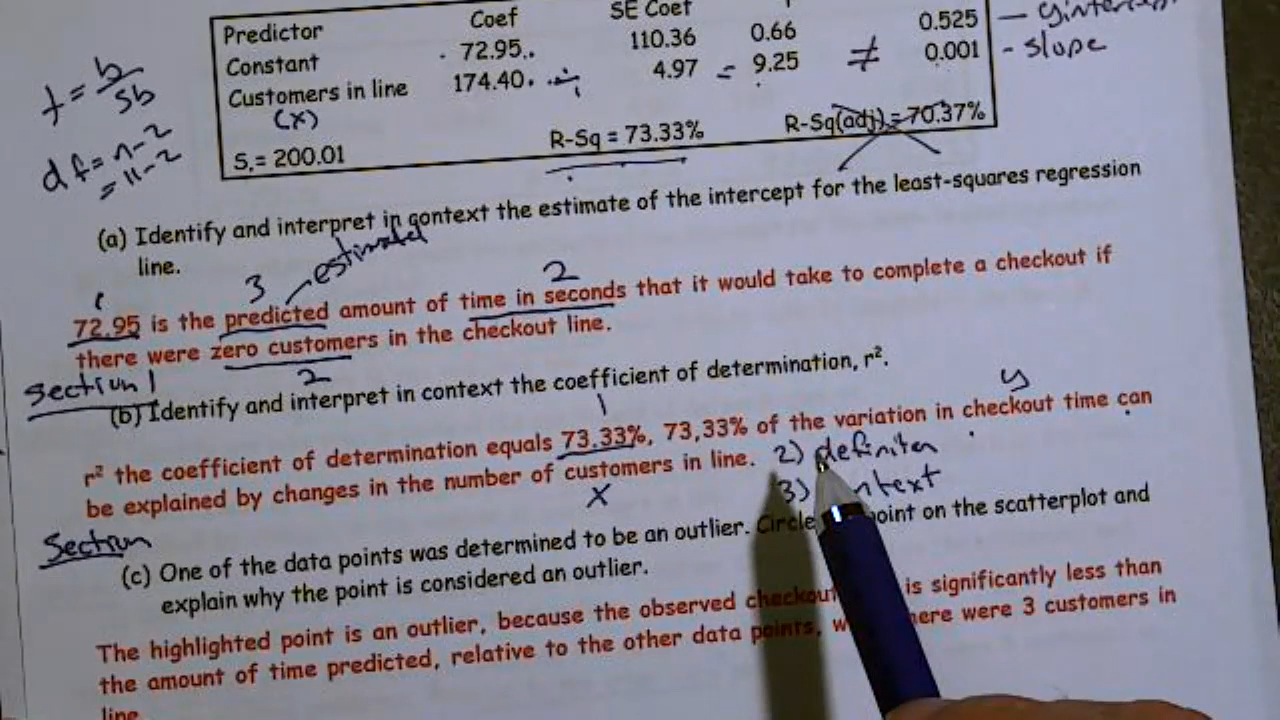 Predictor Coef SE Coef
Constant 72.95 110.36 0.66 0.525 —
Customers in line 174.40 ÷ 4.97 = 9.25 ≠ 0.001 - slope
(x)
S = 200.01 R-Sq = 73.33% R-Sq(adj) = 70.37%
t = b
sb
df = n-2
= 11-2
(a) Identify and interpret in context the estimate of the intercept for the least-squares regression
line.
3 estimated 2
1
72.95 is the predicted amount of time in seconds that it would take to complete a checkout if
there were zero customers in the checkout line.
Section 1 2
(b) Identify and interpret in context the coefficient of determination, r².
1 y
r² the coefficient of determination equals 73.33%, 73,33% of the variation in checkout time can
be explained by changes in the number of customers in line. 2)
x 3)
Section
(c) One of the data points was determined to be an outlier. Circle point on the scatterplot and
explain why the point is considered an outlier.
The highlighted point is an outlier, because the observed checkout is significantly less than
the amount of time predicted, relative to the other data points, here were 3 customers in
line.